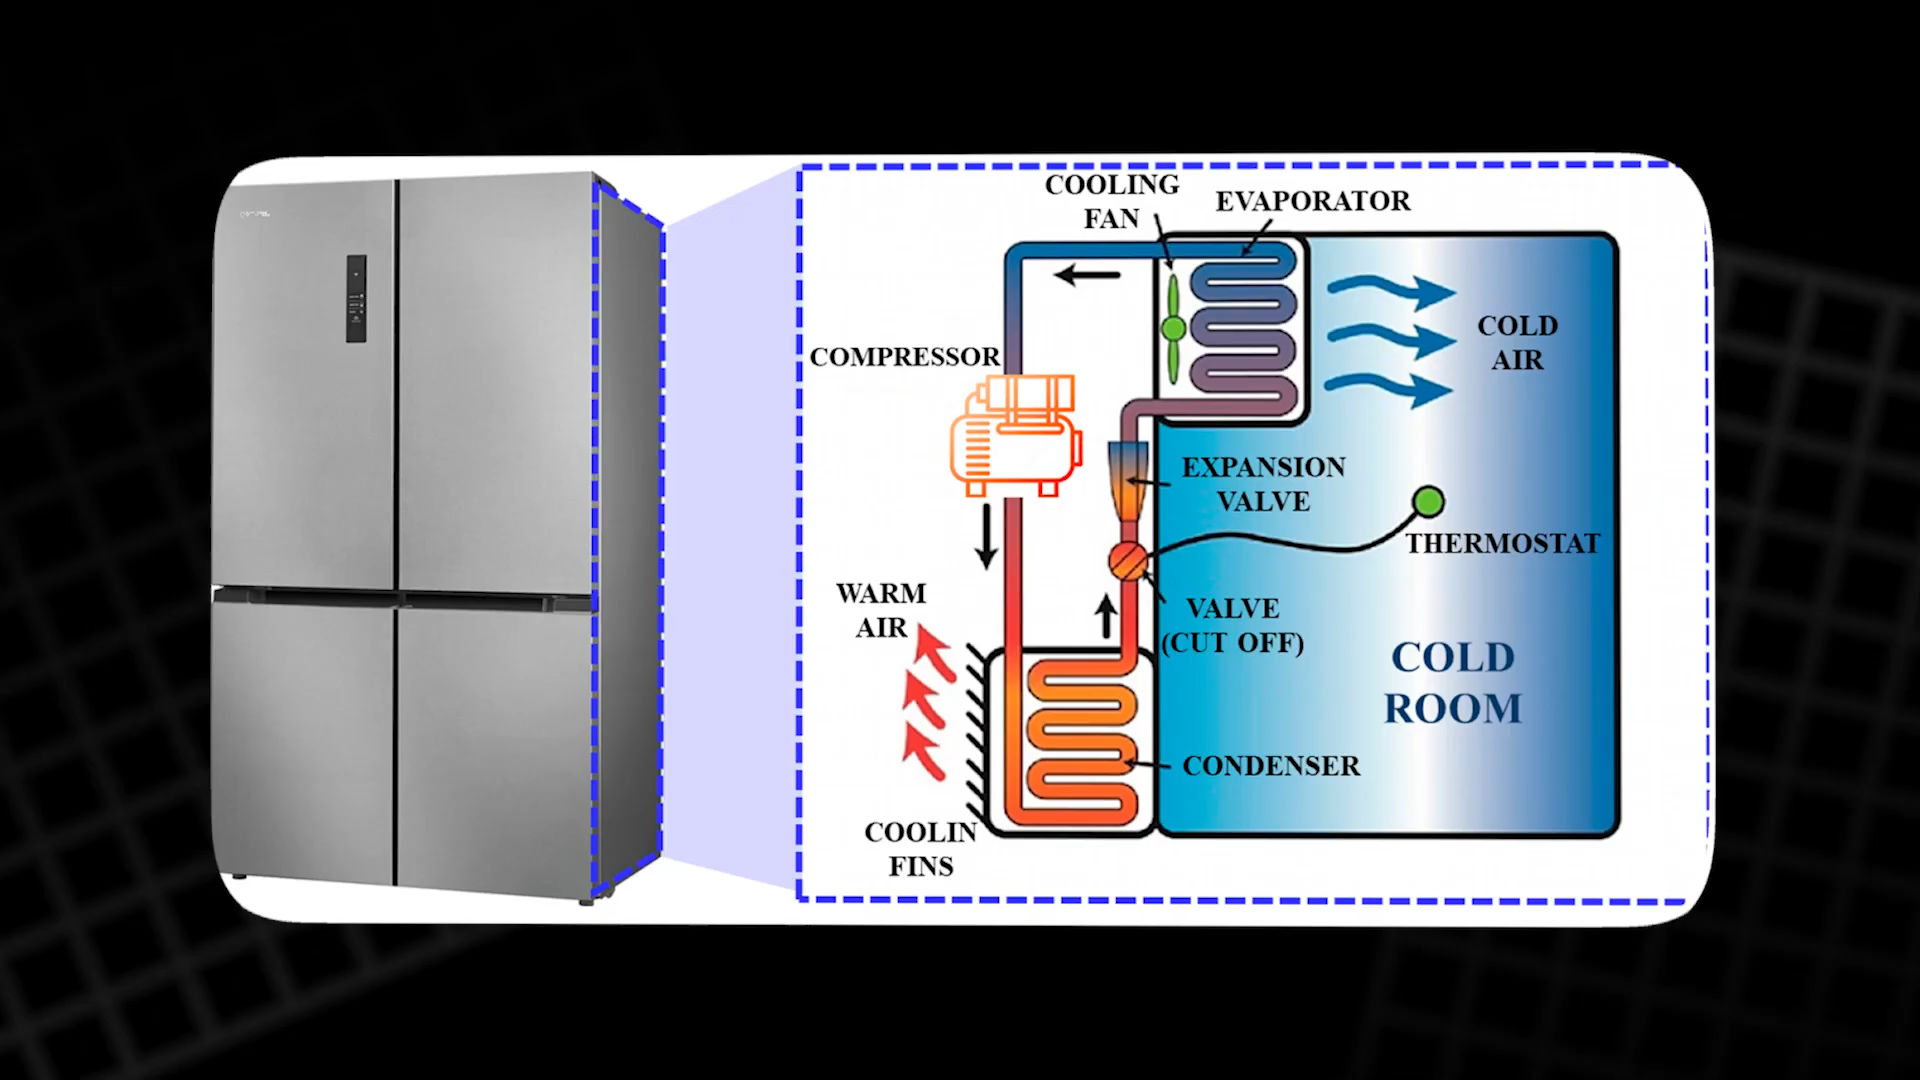 COOLING
FAN
EVAPORATOR
COMPRESSOR
COLD
AIR
EXPANSION
VALVE
THERMOSTAT
WARM
AIR
VALVE
(CUT OFF)
COLD
ROOM
CONDENSER
COOLIN
FINS